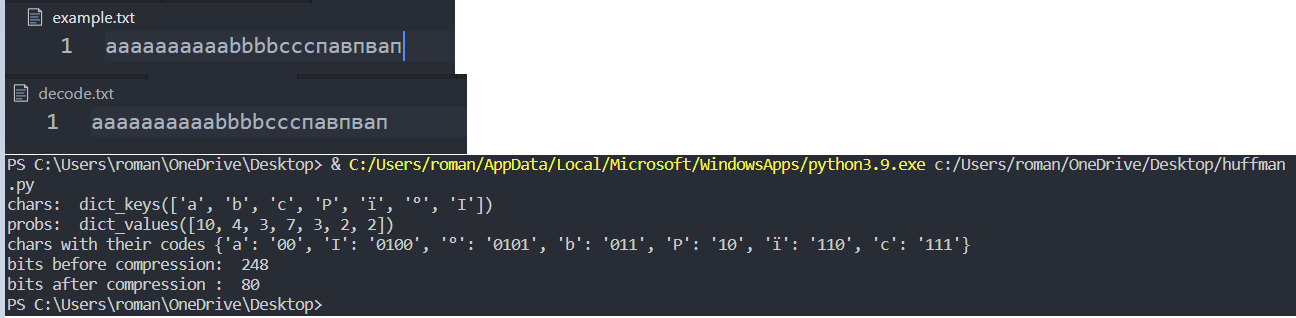 example.txt
1 aaaaaaaaaabbbbcccпавпвап
decode.txt
1 aaaaaaaaaabbbbcccпавпвап
PS C:\Users\roman\OneDrive\Desktop> & C:/Users/roman/AppData/Local/Microsoft/WindowsApps/python3.9.exe c:/Users/roman/OneDrive/Desktop/huffman
.py
chars:  dict_keys(['a', 'b', 'c', 'Р', 'ї', '°', 'І'])
probs:  dict_values([10, 4, 3, 7, 3, 2, 2])
chars with their codes {'a': '00', 'І': '0100', '°': '0101', 'b': '011', 'Р': '10', 'ї': '110', 'c': '111'}
bits before compression:  248
bits after compression :  80
PS C:\Users\roman\OneDrive\Desktop>